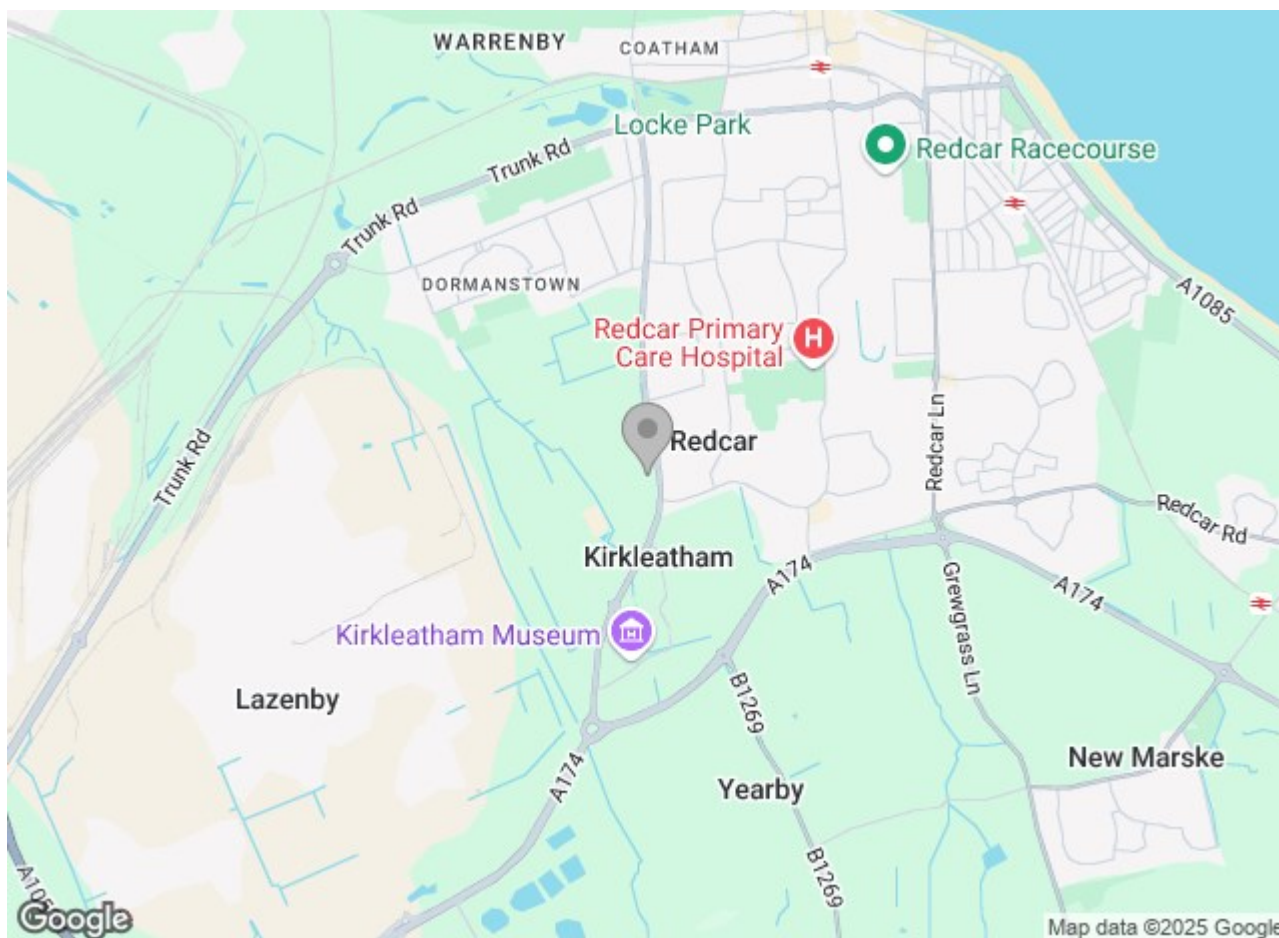 WARRENBY
COATHAM
Locke Park
Redcar Racecourse
Trunk Rd
Trunk Rd
DORMANSTOWN
A1085
Redcar Primary
Care Hospital
Redcar
Redcar Ln
Trunk Rd
Redcar Rd
Kirkleatham
A174
A174
Grewgrass Ln
Kirkleatham Museum
Lazenby
B1269
New Marske
A174
Yearby
B1269
Google
Map data ©2025 Google